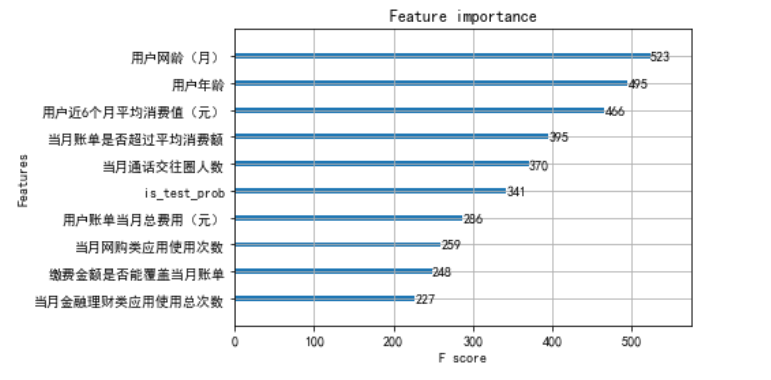 Feature importance
用户网龄（月）
523
用户年龄
495
用户近6个月平均消费值（元）
466
当月账单是否超过平均消费额
395
当月通话交往圈人数
370
is_test_prob
341
用户账单当月总费用（元）
286
当月网购类应用使用次数
259
缴费金额是否能覆盖当月账单
248
当月金融理财类应用使用总次数
227
Features
0 100 200 300 400 500
F score